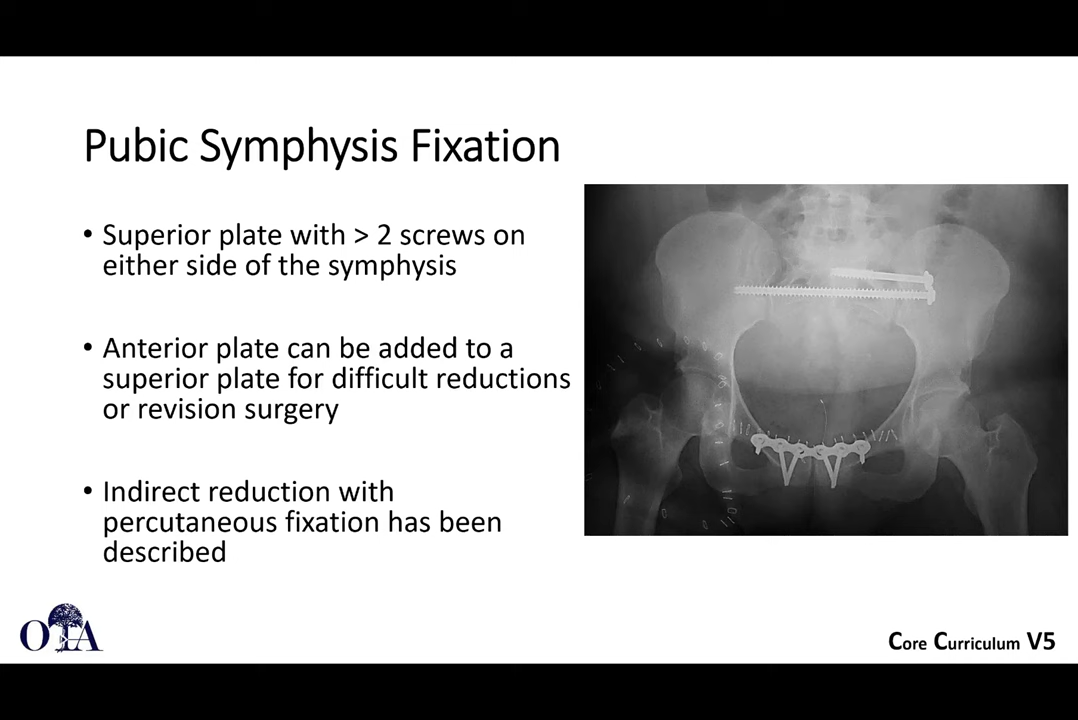 Pubic Symphysis Fixation
• Superior plate with > 2 screws on
either side of the symphysis
• Anterior plate can be added to a
superior plate for difficult reductions
or revision surgery
• Indirect reduction with
percutaneous fixation has been
described
OTA
Core Curriculum V5